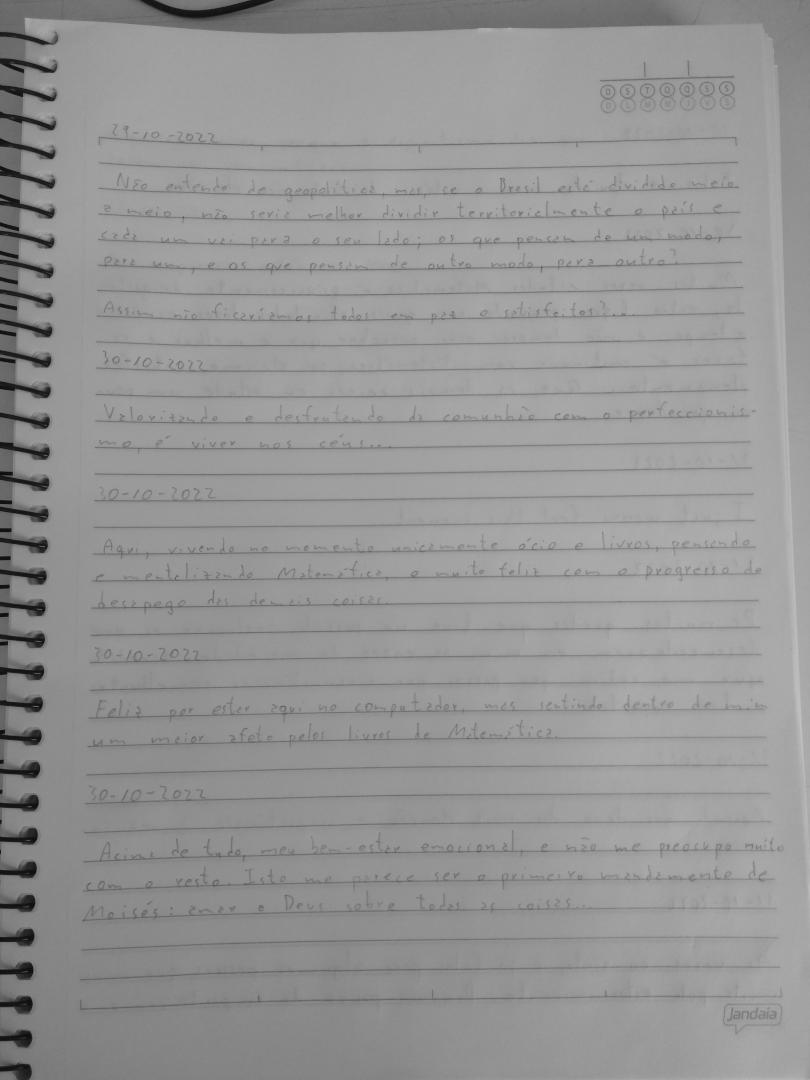 D S T Q Q S S
D L M M J V S
29-10-2022
Não entendo de geopolítica, mas, se o Brasil está dividido meio
a meio, não seria melhor dividir territorialmente o país e
cada um vai para o seu lado; os que pensam de um modo,
para um, e os que pensam de outro modo, para outro?
Assim não ficaríamos todos em paz e satisfeitos?...
30-10-2022
Valorizando e desfrutando da comunhão com o perfeccionis-
mo, é viver nos céus...
30-10-2022
Aqui, vivendo no momento unicamente ócio e livros, pensando
e mentalizando Matemática, e muito feliz com o progresso do
desapego das demais coisas.
30-10-2022
Feliz por estar aqui no computador, mas sentindo dentro de mim
um maior afeto pelos livros de Matemática.
30-10-2022
Acima de tudo, meu bem-estar emocional, e não me preocupo muito
com o resto. Isto me parece ser o primeiro mandamento de
Moisés: amar a Deus sobre todas as coisas...
Jandaia